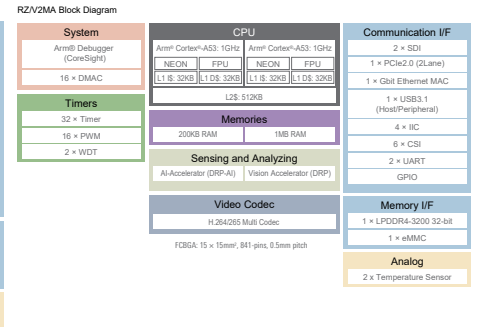 RZ/V2MA Block Diagram
System
Arm® Debugger
(CoreSight)
16 × DMAC
Timers
32 × Timer
16 × PWM
2 × WDT
CPU
Arm® Cortex®-A53: 1GHz Arm® Cortex®-A53: 1GHz
NEON FPU NEON FPU
L1 I$: 32KB L1 D$: 32KB L1 I$: 32KB L1 D$: 32KB
L2$: 512KB
Memories
200KB RAM 1MB RAM
Sensing and Analyzing
AI-Accelerator (DRP-AI) Vision Accelerator (DRP)
Video Codec
H.264/265 Multi Codec
FCBGA: 15 × 15mm², 841-pins, 0.5mm pitch
Communication I/F
2 × SDI
1 × PCIe2.0 (2Lane)
1 × Gbit Ethernet MAC
1 × USB3.1
(Host/Peripheral)
4 × IIC
6 × CSI
2 × UART
GPIO
Memory I/F
1 × LPDDR4-3200 32-bit
1 × eMMC
Analog
2 x Temperature Sensor